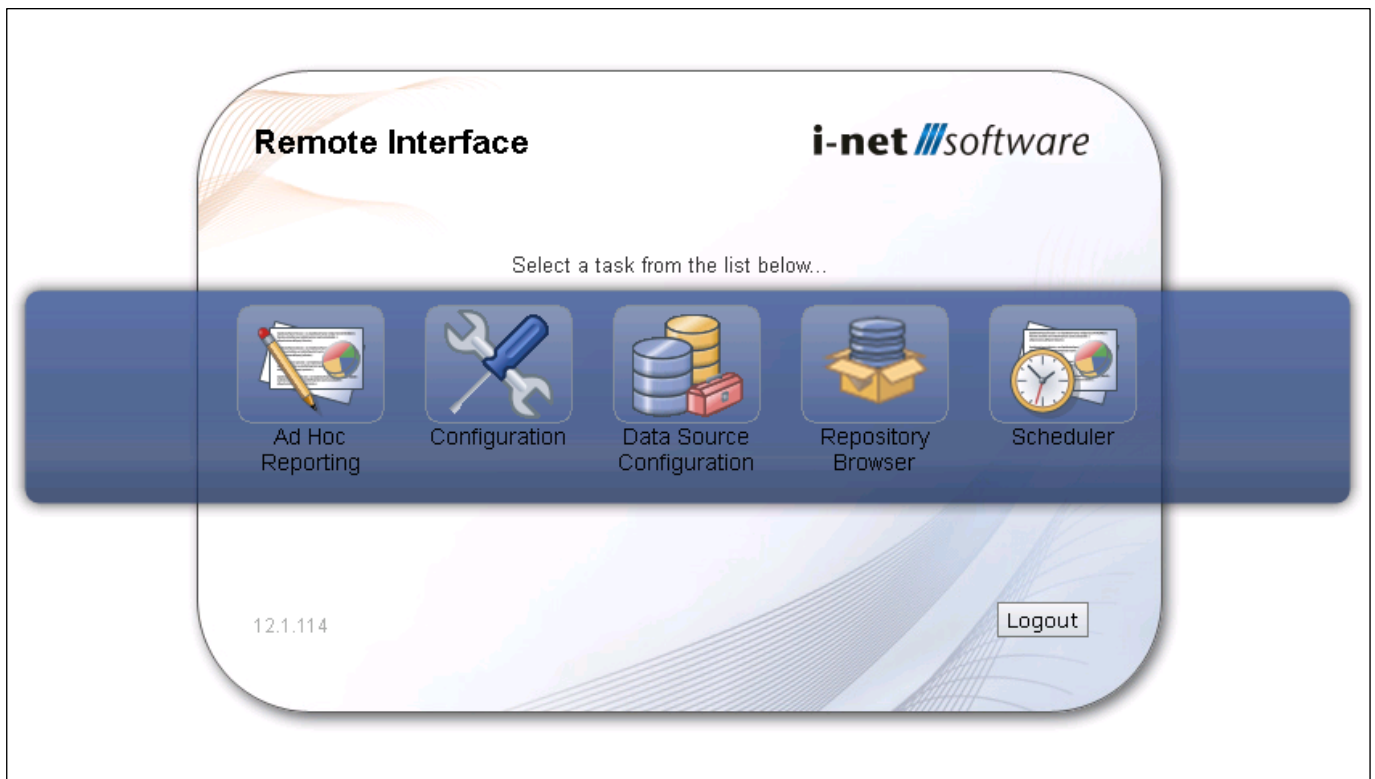 Remote Interface
i-net software
Select a task from the list below...
Ad Hoc
Reporting
Configuration
Data Source
Configuration
Repository
Browser
Scheduler
12.1.114
Logout